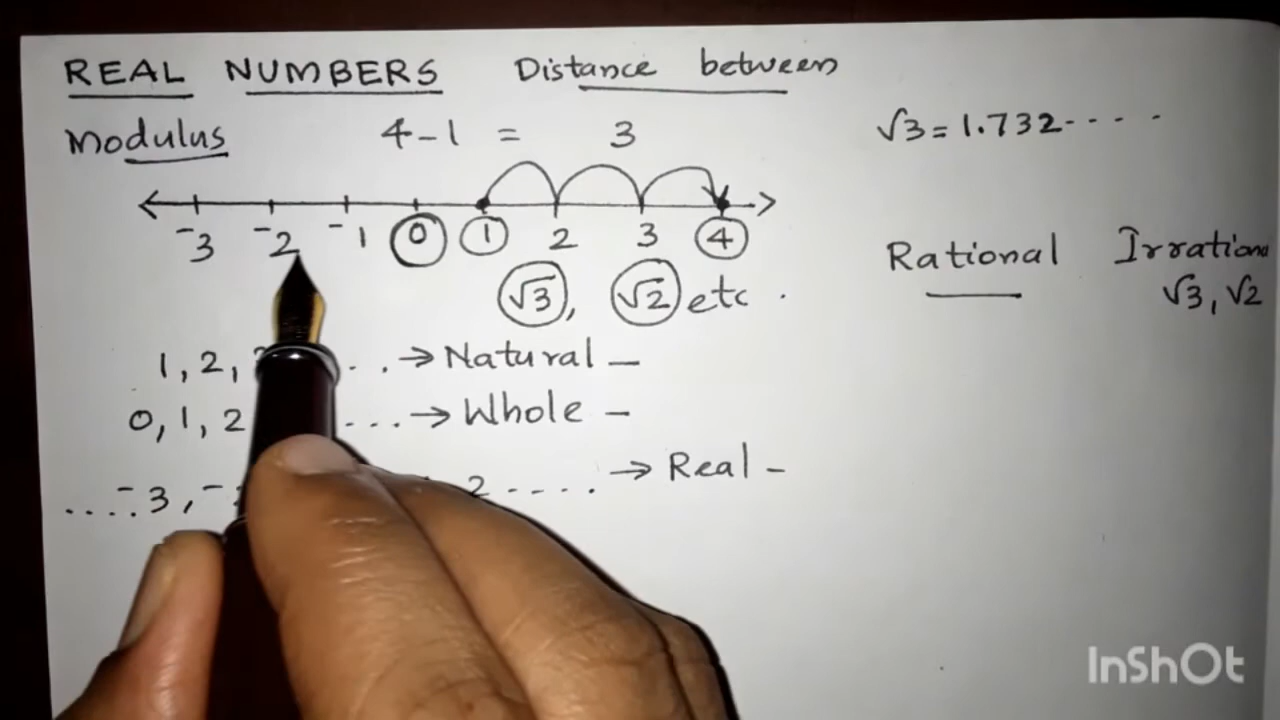 REAL NUMBERS Distance between
Modulus 4-1 = 3
√3 = 1.732-----
-3 -2 -1 0 1 2 3 4
Rational Irrationa
√3, √2 etc.
√3, √2
1, 2, . . → Natural –
0, 1, 2 ... → Whole –
....-3, - 2 ----. → Real –
InShOt